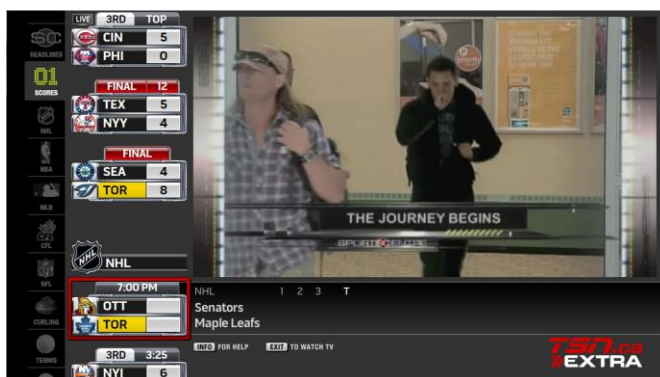 SC
HEADLINES
01
SCORES
NHL
NBA
MLB
CFL
NFL
CURLING
TENNIS
LIVE 3RD TOP
CIN 5
PHI 0
FINAL 12
TEX 5
NYY 4
FINAL
SEA 4
TOR 8
NHL
7:00 PM
OTT
TOR
3RD 3:25
NYI 6
THE JOURNEY BEGINS
SPORTSCENTRE
NHL 1 2 3 T
Senators
Maple Leafs
INFO FOR HELP EXIT TO WATCH TV
TSN.ca
EXTRA